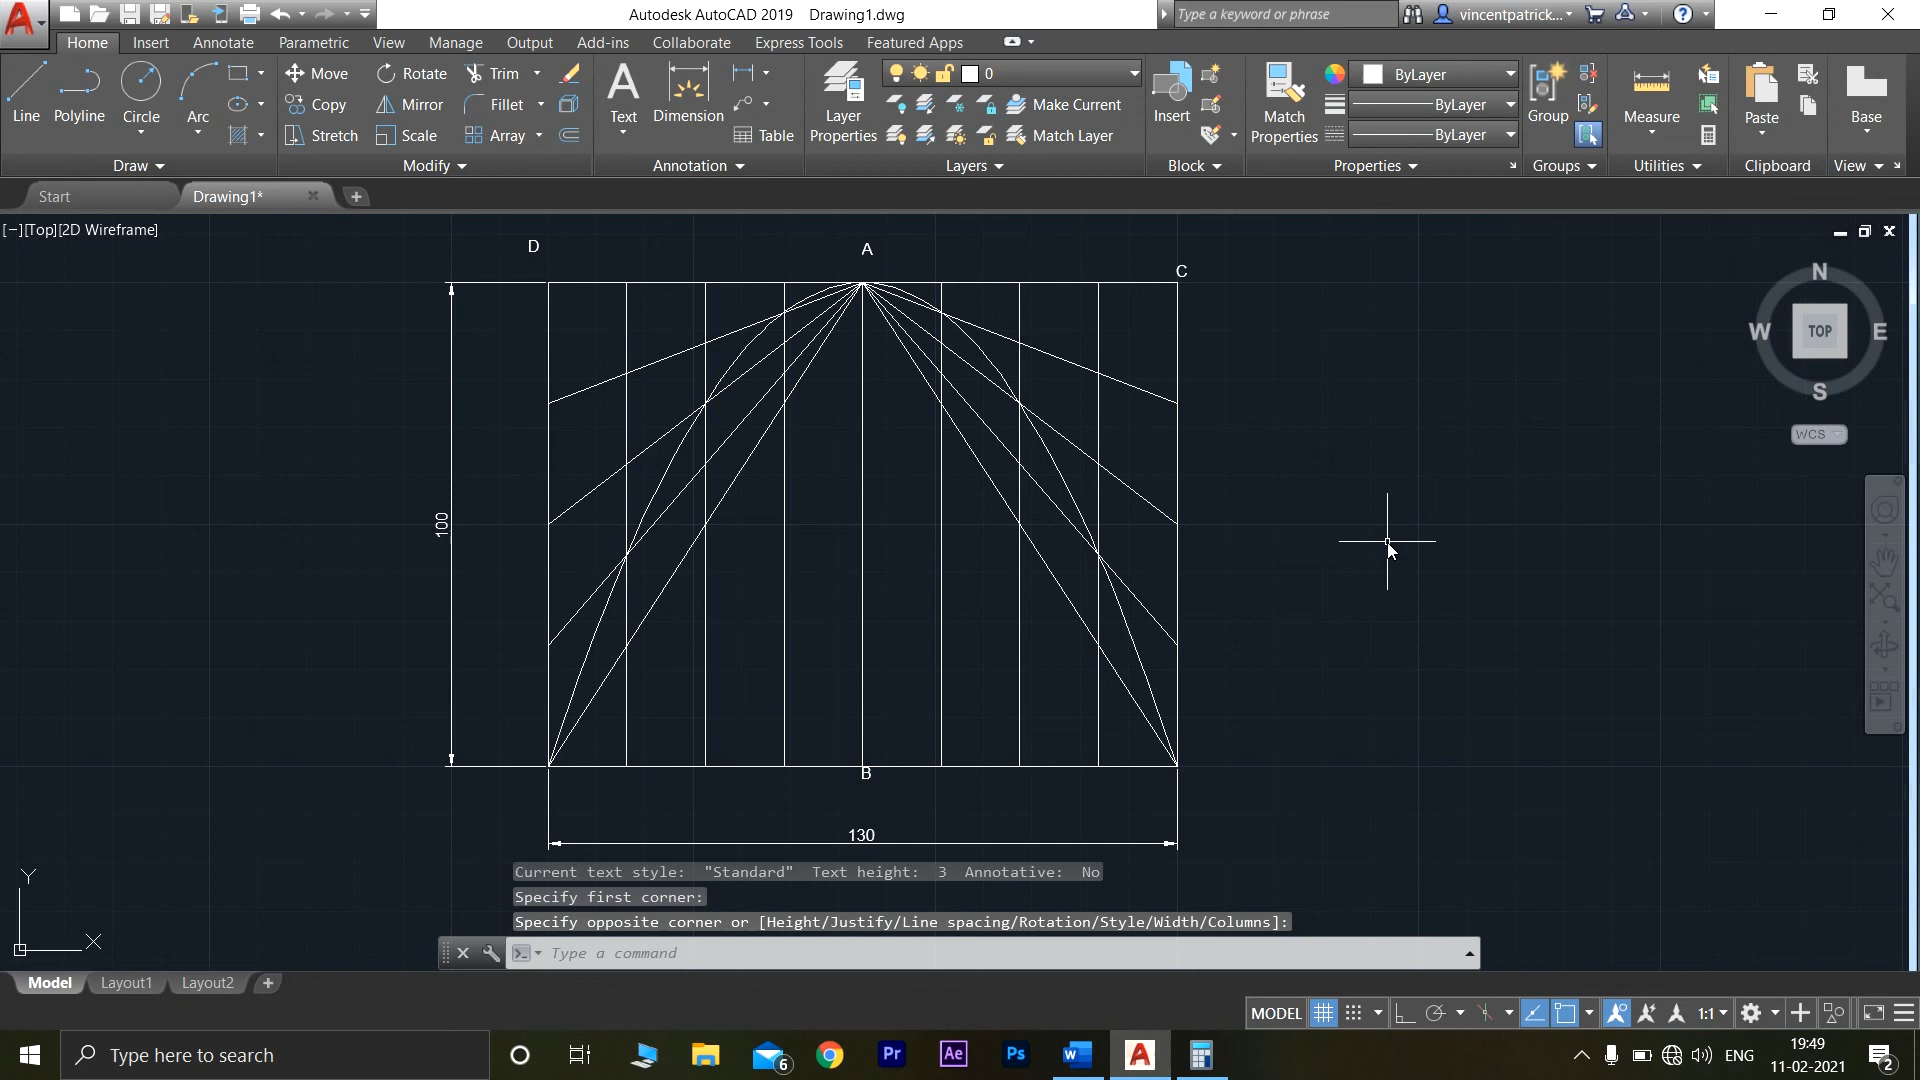 Autodesk AutoCAD 2019 Drawing1.dwg
Type a keyword or phrase
vincentpatrick...
Home Insert Annotate Parametric View Manage Output Add-ins Collaborate Express Tools Featured Apps
Line Polyline Circle Arc
Move Rotate Trim
Copy Mirror Fillet
Stretch Scale Array
Text Dimension Table
Layer Properties
0
Make Current
Match Layer
Insert
Match Properties
ByLayer
ByLayer
ByLayer
Group
Measure
Paste
Base
Draw Modify Annotation Layers Block Properties Groups Utilities Clipboard View
Start Drawing1*
[−][Top][2D Wireframe]
D A C
N
W TOP E
S
WCS
100
B
130
Y
X
Current text style: "Standard" Text height: 3 Annotative: No
Specify first corner:
Specify opposite corner or [Height/Justify/Line spacing/Rotation/Style/Width/Columns]:
Type a command
Model Layout1 Layout2
MODEL 1:1
Type here to search
6
Pr Ae Ps
ENG
19:49
11-02-2021
2